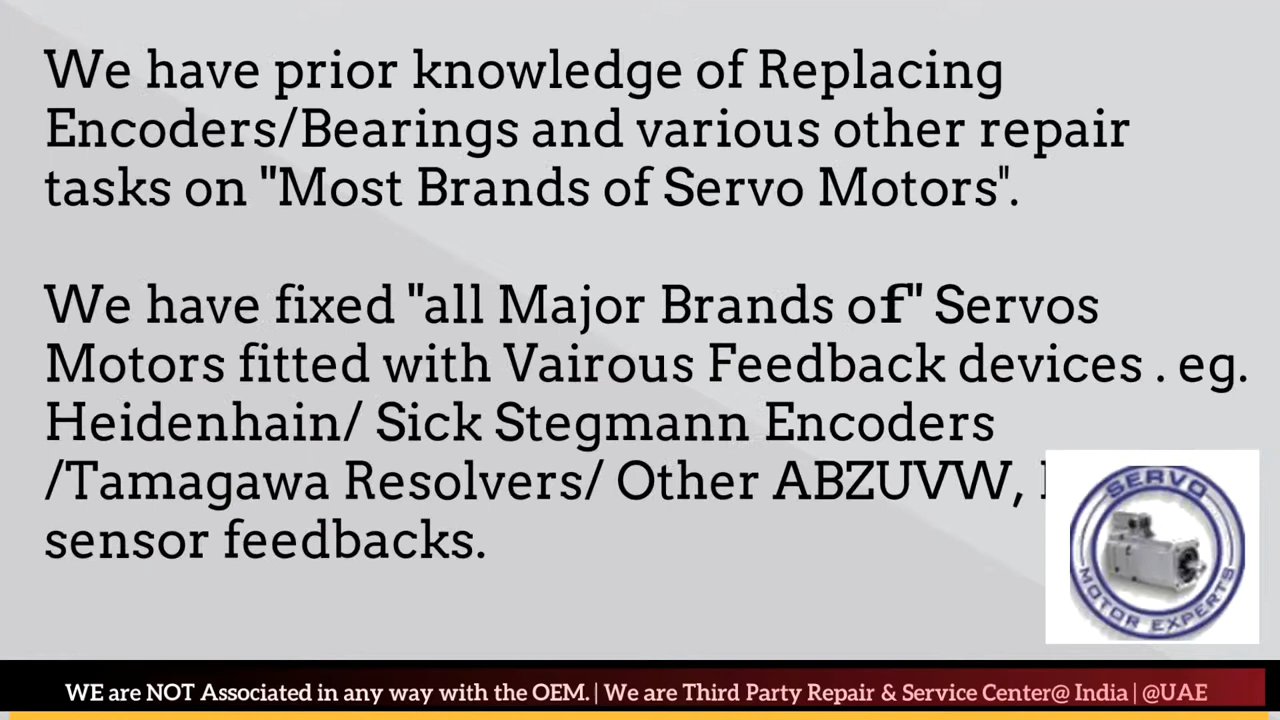 We have prior knowledge of Replacing
Encoders/Bearings and various other repair
tasks on "Most Brands of Servo Motors".
We have fixed "all Major Brands of" Servos
Motors fitted with Vairous Feedback devices . eg.
Heidenhain/ Sick Stegmann Encoders
/Tamagawa Resolvers/ Other ABZUVW,
sensor feedbacks.
SERVO
MOTOR EXPERTS
WE are NOT Associated in any way with the OEM. | We are Third Party Repair & Service Center@ India | @UAE